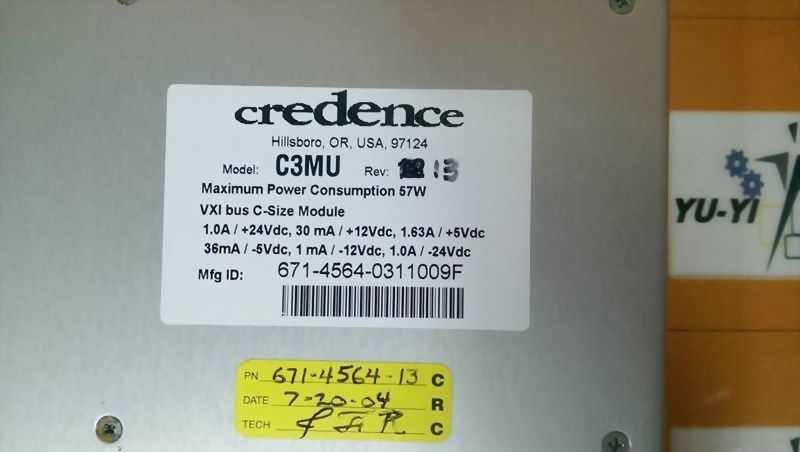 credence
Hillsboro, OR, USA, 97124
Model: C3MU Rev: 13
Maximum Power Consumption 57W
VXI bus C-Size Module
1.0A / +24Vdc, 30 mA / +12Vdc, 1.63A / +5Vdc
36mA / -5Vdc, 1 mA / -12Vdc, 1.0A / -24Vdc
Mfg ID: 671-4564-0311009F
PN 671-4564-13 C
DATE 7-20-04 R
TECH C
YU-YI